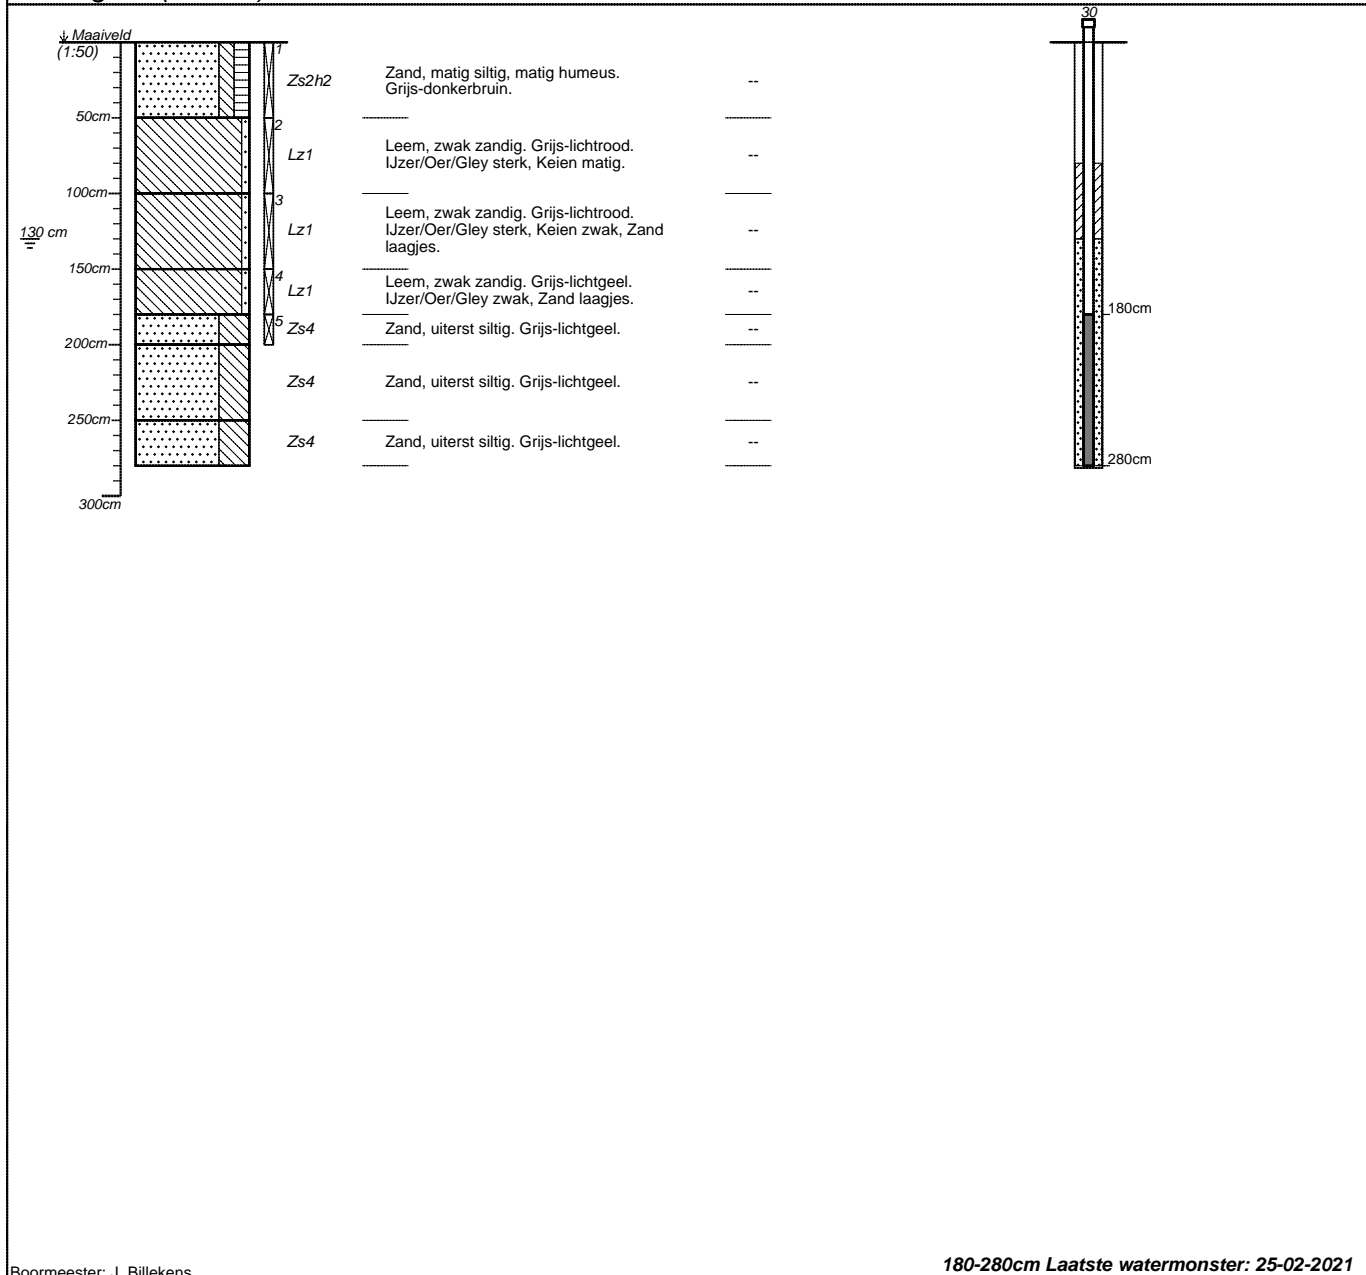 30
Maaiveld
(1:50)
1
Zs2h2
Zand, matig siltig, matig humeus.
Grijs-donkerbruin.
--
50cm
2
Lz1
Leem, zwak zandig. Grijs-lichtrood.
IJzer/Oer/Gley sterk, Keien matig.
--
100cm
3
Lz1
Leem, zwak zandig. Grijs-lichtrood.
IJzer/Oer/Gley sterk, Keien zwak, Zand
laagjes.
--
130 cm
150cm
4
Lz1
Leem, zwak zandig. Grijs-lichtgeel.
IJzer/Oer/Gley zwak, Zand laagjes.
--
180cm
5
Zs4
Zand, uiterst siltig. Grijs-lichtgeel.
--
200cm
Zs4
Zand, uiterst siltig. Grijs-lichtgeel.
--
250cm
Zs4
Zand, uiterst siltig. Grijs-lichtgeel.
--
280cm
300cm
180-280cm Laatste watermonster: 25-02-2021
Boormeester: J. Billekens